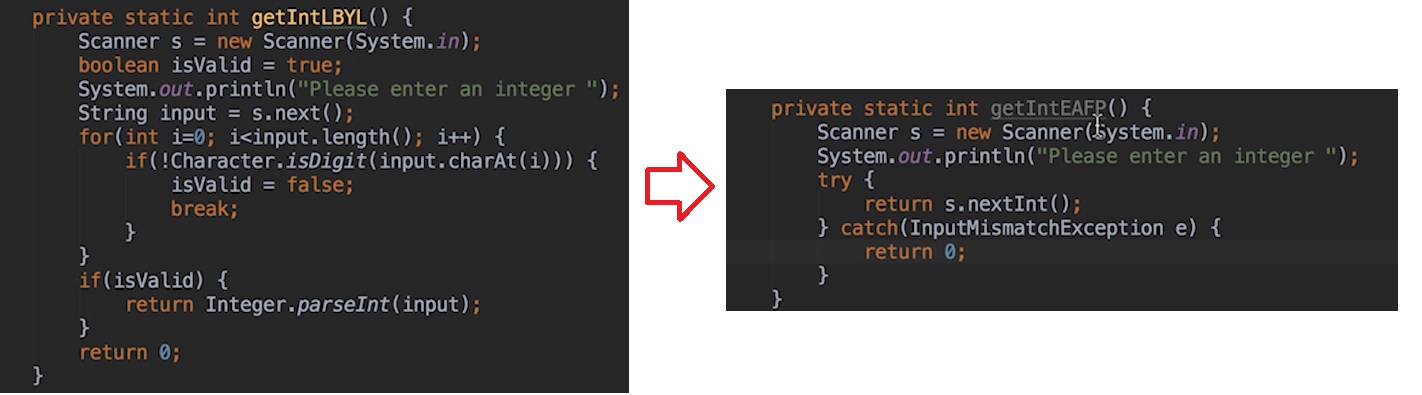 private static int getIntLBYL() {
    Scanner s = new Scanner(System.in);
    boolean isValid = true;
    System.out.println("Please enter an integer ");
    String input = s.next();
    for(int i=0; i<input.length(); i++) {
        if(!Character.isDigit(input.charAt(i))) {
            isValid = false;
            break;
        }
    }
    if(isValid) {
        return Integer.parseInt(input);
    }
    return 0;
}
private static int getIntEAFP() {
    Scanner s = new Scanner(System.in);
    System.out.println("Please enter an integer ");
    try {
        return s.nextInt();
    } catch(InputMismatchException e) {
        return 0;
    }
}